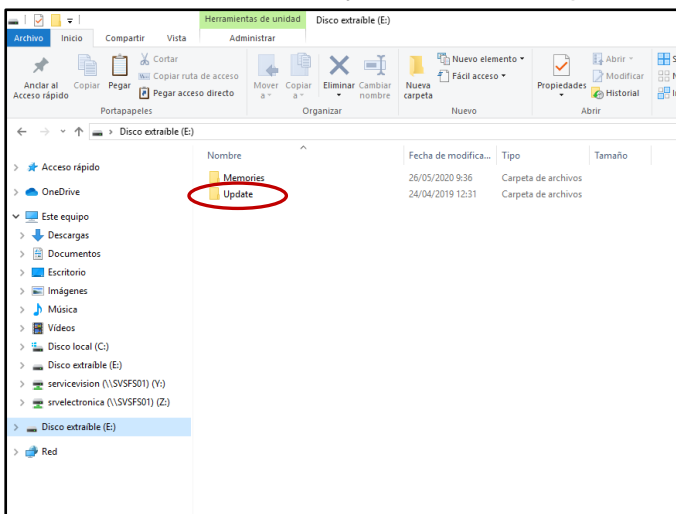 Herramientas de unidad Disco extraíble (E:)
Archivo Inicio Compartir Vista Administrar
Anclar al Acceso rápido
Copiar
Pegar
Cortar
Copiar ruta de acceso
Pegar acceso directo
Portapapeles
Mover a
Copiar a
Eliminar
Cambiar nombre
Organizar
Nueva carpeta
Nuevo elemento
Fácil acceso
Nuevo
Propiedades
Abrir
Modificar
Historial
Abrir
Disco extraíble (E:)
Nombre Fecha de modifica... Tipo Tamaño
Memories 26/05/2020 9:36 Carpeta de archivos
Update 24/04/2019 12:31 Carpeta de archivos
Acceso rápido
OneDrive
Este equipo
Descargas
Documentos
Escritorio
Imágenes
Música
Vídeos
Disco local (C:)
Disco extraíble (E:)
servicevision (\\SVSFS01) (Y:)
srvelectronica (\\SVSFS01) (Z:)
Disco extraíble (E:)
Red